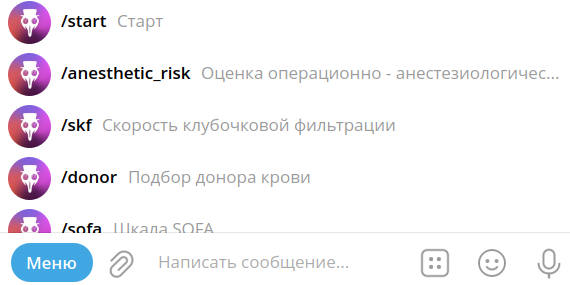 /start Старт
/anesthetic_risk Оценка операционно - анестезиологичес...
/skf Скорость клубочковой фильтрации
/donor Подбор донора крови
/sofa Шкала SOFA
Меню Написать сообщение...